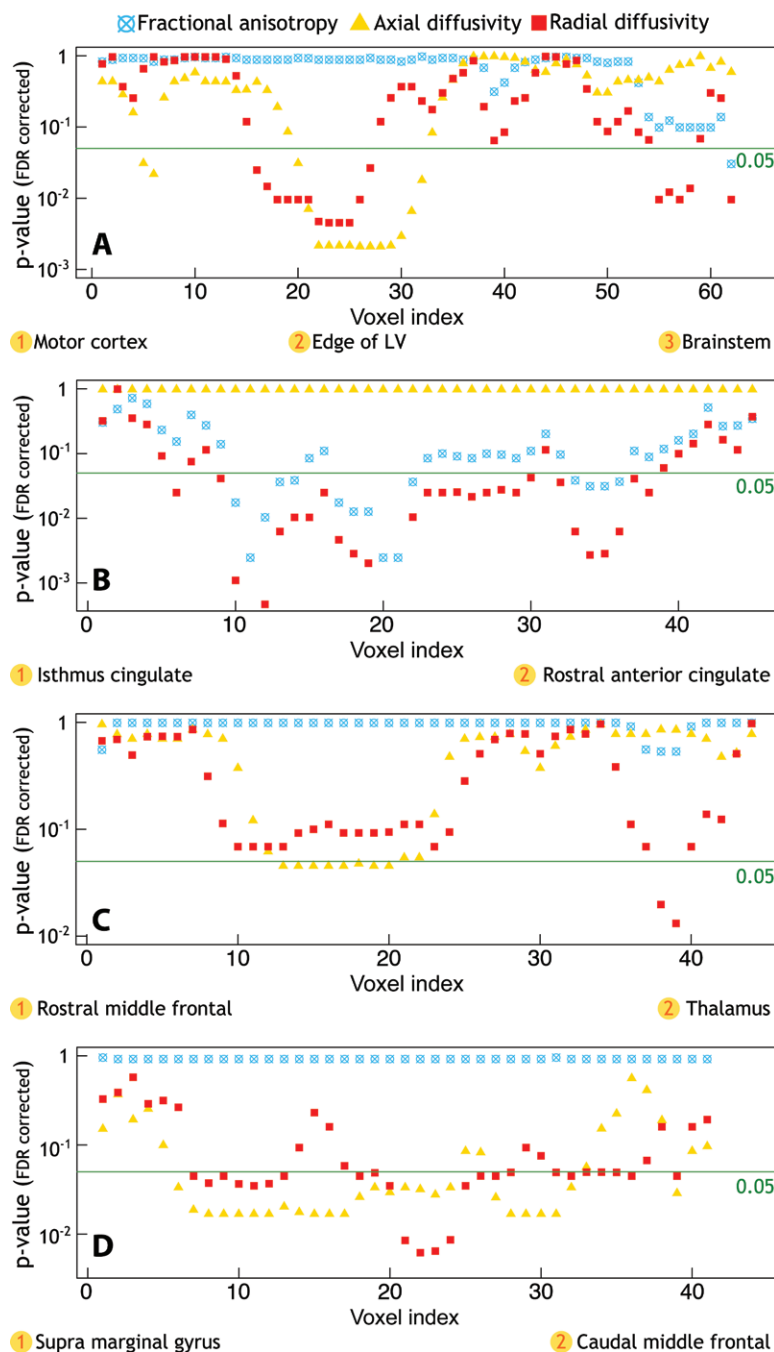 Fractional anisotropy Axial diffusivity Radial diffusivity
1
10⁻¹
0.05
10⁻²
10⁻³
p-value (FDR corrected)
A
0 10 20 30 40 50 60
Voxel index
1 Motor cortex 2 Edge of LV 3 Brainstem
1
10⁻¹
0.05
10⁻²
10⁻³
p-value (FDR corrected)
B
0 10 20 30 40
Voxel index
1 Isthmus cingulate 2 Rostral anterior cingulate
1
10⁻¹
0.05
10⁻²
p-value (FDR corrected)
C
0 10 20 30 40
Voxel index
1 Rostral middle frontal 2 Thalamus
1
10⁻¹
0.05
10⁻²
p-value (FDR corrected)
D
0 10 20 30 40
Voxel index
1 Supra marginal gyrus 2 Caudal middle frontal